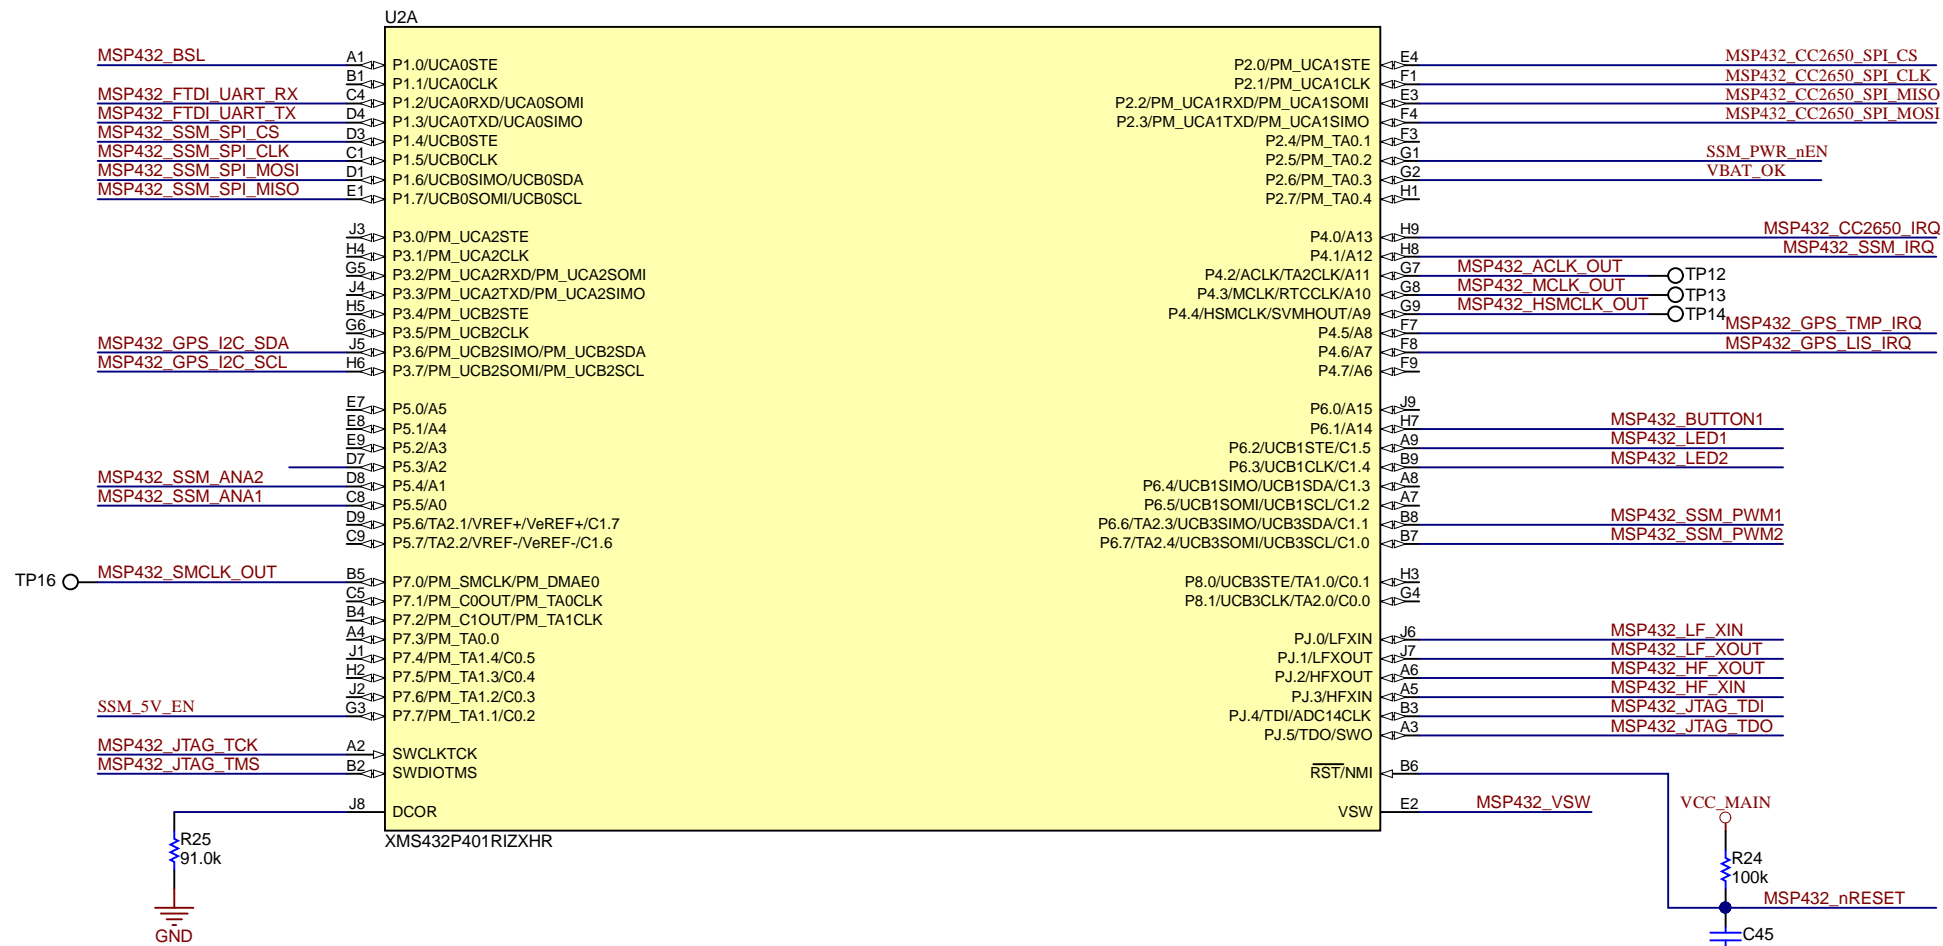 U2A
MSP432_BSL A1 P1.0/UCA0STE P2.0/PM_UCA1STE E4 MSP432_CC2650_SPI_CS
B1 P1.1/UCA0CLK P2.1/PM_UCA1CLK F1 MSP432_CC2650_SPI_CLK
MSP432_FTDI_UART_RX C4 P1.2/UCA0RXD/UCA0SOMI P2.2/PM_UCA1RXD/PM_UCA1SOMI E3 MSP432_CC2650_SPI_MISO
MSP432_FTDI_UART_TX D4 P1.3/UCA0TXD/UCA0SIMO P2.3/PM_UCA1TXD/PM_UCA1SIMO F4 MSP432_CC2650_SPI_MOSI
MSP432_SSM_SPI_CS D3 P1.4/UCB0STE P2.4/PM_TA0.1 F3
MSP432_SSM_SPI_CLK C1 P1.5/UCB0CLK P2.5/PM_TA0.2 G1 SSM_PWR_nEN
MSP432_SSM_SPI_MOSI D1 P1.6/UCB0SIMO/UCB0SDA P2.6/PM_TA0.3 G2 VBAT_OK
MSP432_SSM_SPI_MISO E1 P1.7/UCB0SOMI/UCB0SCL P2.7/PM_TA0.4 H1
J3 P3.0/PM_UCA2STE P4.0/A13 H9 MSP432_CC2650_IRQ
H4 P3.1/PM_UCA2CLK P4.1/A12 H8 MSP432_SSM_IRQ
G5 P3.2/PM_UCA2RXD/PM_UCA2SOMI P4.2/ACLK/TA2CLK/A11 G7 MSP432_ACLK_OUT TP12
J4 P3.3/PM_UCA2TXD/PM_UCA2SIMO P4.3/MCLK/RTCCLK/A10 G8 MSP432_MCLK_OUT TP13
H5 P3.4/PM_UCB2STE P4.4/HSMCLK/SVMHOUT/A9 G9 MSP432_HSMCLK_OUT TP14
G6 P3.5/PM_UCB2CLK P4.5/A8 F7 MSP432_GPS_TMP_IRQ
MSP432_GPS_I2C_SDA J5 P3.6/PM_UCB2SIMO/PM_UCB2SDA P4.6/A7 F8 MSP432_GPS_LIS_IRQ
MSP432_GPS_I2C_SCL H6 P3.7/PM_UCB2SOMI/PM_UCB2SCL P4.7/A6 F9
E7 P5.0/A5 P6.0/A15 J9
E8 P5.1/A4 P6.1/A14 H7 MSP432_BUTTON1
E9 P5.2/A3 P6.2/UCB1STE/C1.5 A9 MSP432_LED1
D7 P5.3/A2 P6.3/UCB1CLK/C1.4 B9 MSP432_LED2
MSP432_SSM_ANA2 D8 P5.4/A1 P6.4/UCB1SIMO/UCB1SDA/C1.3 A8
MSP432_SSM_ANA1 C8 P5.5/A0 P6.5/UCB1SOMI/UCB1SCL/C1.2 A7
D9 P5.6/TA2.1/VREF+/VeREF+/C1.7 P6.6/TA2.3/UCB3SIMO/UCB3SDA/C1.1 B8 MSP432_SSM_PWM1
C9 P5.7/TA2.2/VREF-/VeREF-/C1.6 P6.7/TA2.4/UCB3SOMI/UCB3SCL/C1.0 B7 MSP432_SSM_PWM2
TP16 MSP432_SMCLK_OUT B5 P7.0/PM_SMCLK/PM_DMAE0 P8.0/UCB3STE/TA1.0/C0.1 H3
C5 P7.1/PM_C0OUT/PM_TA0CLK P8.1/UCB3CLK/TA2.0/C0.0 G4
B4 P7.2/PM_C1OUT/PM_TA1CLK
A4 P7.3/PM_TA0.0 PJ.0/LFXIN J6 MSP432_LF_XIN
J1 P7.4/PM_TA1.4/C0.5 PJ.1/LFXOUT J7 MSP432_LF_XOUT
H2 P7.5/PM_TA1.3/C0.4 PJ.2/HFXOUT A6 MSP432_HF_XOUT
J2 P7.6/PM_TA1.2/C0.3 PJ.3/HFXIN A5 MSP432_HF_XIN
SSM_5V_EN G3 P7.7/PM_TA1.1/C0.2 PJ.4/TDI/ADC14CLK B3 MSP432_JTAG_TDI
PJ.5/TDO/SWO A3 MSP432_JTAG_TDO
MSP432_JTAG_TCK A2 SWCLKTCK
MSP432_JTAG_TMS B2 SWDIOTMS RST/NMI B6
J8 DCOR VSW E2 MSP432_VSW VCC_MAIN
XMS432P401RIZXHR
R25
91.0k
R24
100k
MSP432_nRESET
GND
C45